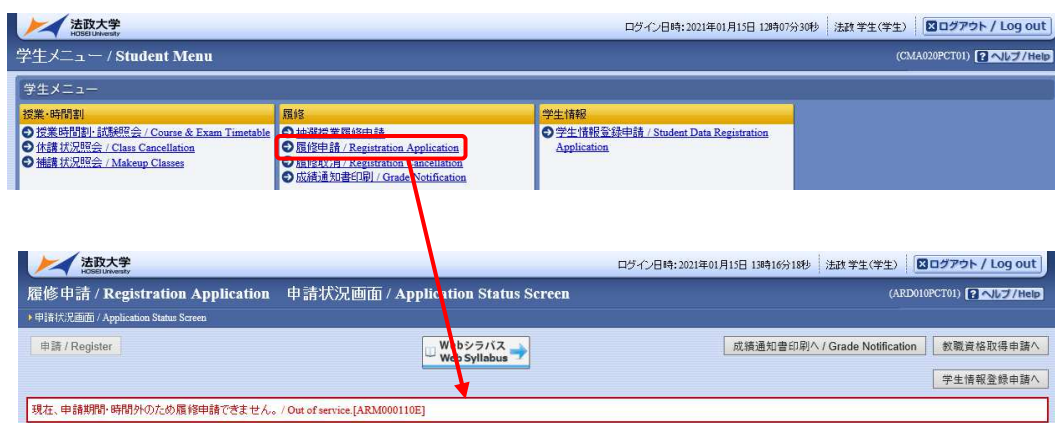 法政大学
HOSEI University
ログイン日時：2021年01月15日 12時07分30秒
法政 学生(学生)
ログアウト / Log out
学生メニュー / Student Menu
(CMA020PCT01)
? ヘルプ/Help
学生メニュー
授業・時間割
授業時間割・試験照会 / Course & Exam Timetable
休講状況照会 / Class Cancellation
補講状況照会 / Makeup Classes
履修
抽選授業履修申請
履修申請 / Registration Application
履修取消 / Registration Cancellation
成績通知書印刷 / Grade Notification
学生情報
学生情報登録申請 / Student Data Registration
Application
法政大学
HOSEI University
ログイン日時：2021年01月15日 13時16分18秒
法政 学生(学生)
ログアウト / Log out
履修申請 / Registration Application 申請状況画面 / Application Status Screen
(ARD010PCT01)
? ヘルプ/Help
申請状況画面 / Application Status Screen
申請 / Register
Webシラバス
Web Syllabus
成績通知書印刷へ / Grade Notification
教職資格取得申請へ
学生情報登録申請へ
現在、申請期間・時間外のため履修申請できません。 / Out of service.[ARM000110E]